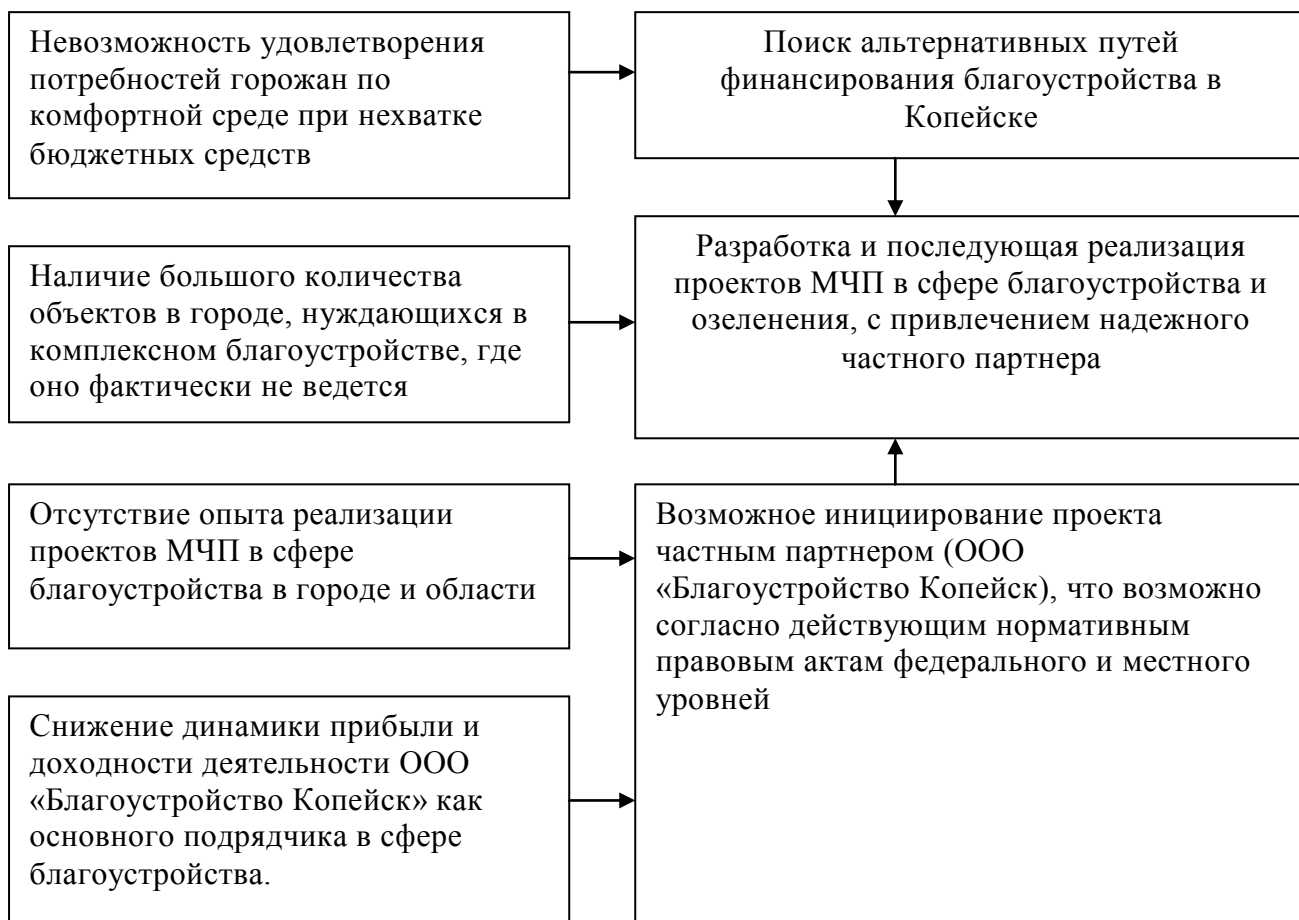 Невозможность удовлетворения
потребностей горожан по
комфортной среде при нехватке
бюджетных средств
Поиск альтернативных путей
финансирования благоустройства в
Копейске
Наличие большого количества
объектов в городе, нуждающихся в
комплексном благоустройстве, где
оно фактически не ведется
Разработка и последующая реализация
проектов МЧП в сфере благоустройства и
озеленения, с привлечением надежного
частного партнера
Отсутствие опыта реализации
проектов МЧП в сфере
благоустройства в городе и области
Возможное инициирование проекта
частным партнером (ООО
«Благоустройство Копейск), что возможно
согласно действующим нормативным
правовым актам федерального и местного
уровней
Снижение динамики прибыли и
доходности деятельности ООО
«Благоустройство Копейск» как
основного подрядчика в сфере
благоустройства.